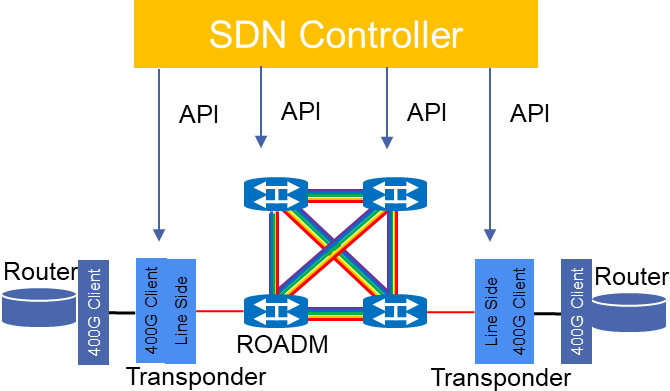 SDN Controller
API
API
API
API
Router
400G Client
400G Client
Line Side
Transponder
ROADM
Line Side
400G Client
400G Client
Router
Transponder